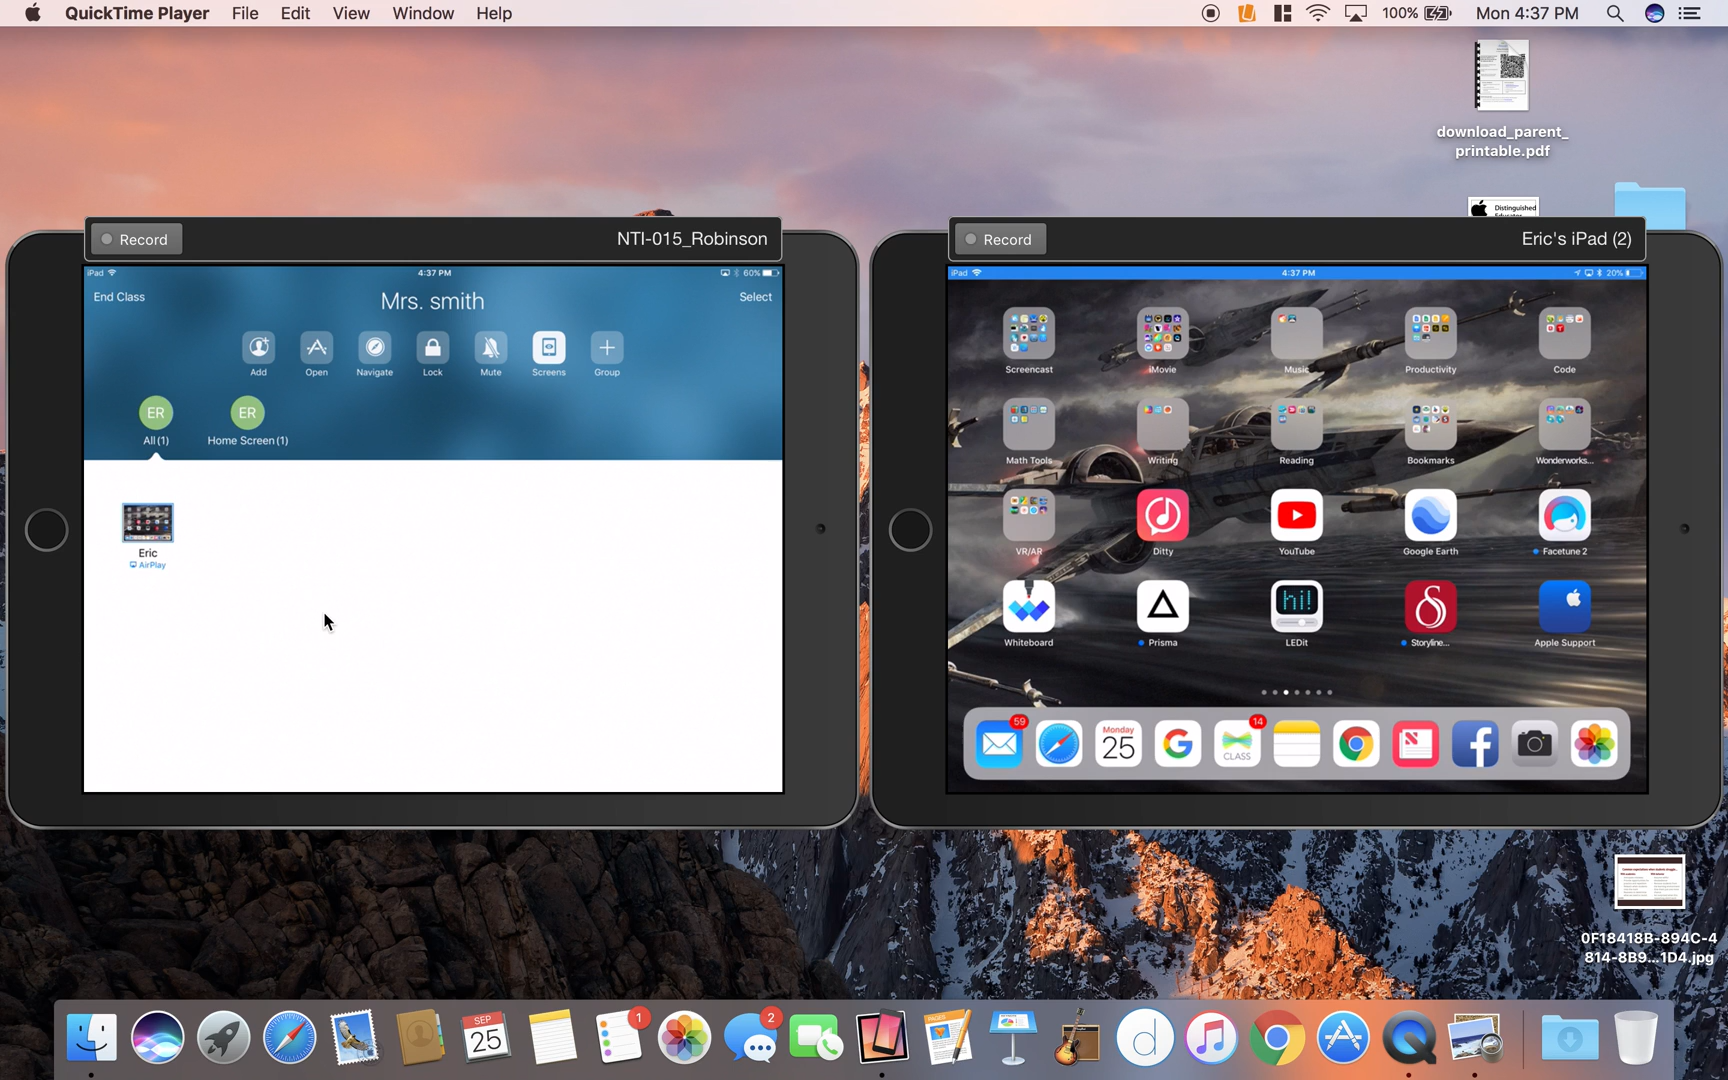 QuickTime Player File Edit View Window Help
100% Mon 4:37 PM
download_parent_
printable.pdf
Distinguished
Educator
Record NTI-015_Robinson
iPad 4:37 PM 60%
End Class Mrs. smith Select
Add Open Navigate Lock Mute Screens Group
ER ER
All (1) Home Screen (1)
Eric
AirPlay
Record Eric's iPad (2)
iPad 4:37 PM 20%
Screencast iMovie Music Productivity Code
Math Tools Writing Reading Bookmarks Wonderworks...
VR/AR Ditty YouTube Google Earth Facetune 2
hi!
Whiteboard Prisma LEDit Storyline... Apple Support
59 14
Monday
25
CLASS
0F18418B-894C-4
814-8B9...1D4.jpg
SEP
25
1
2
PAGES
d